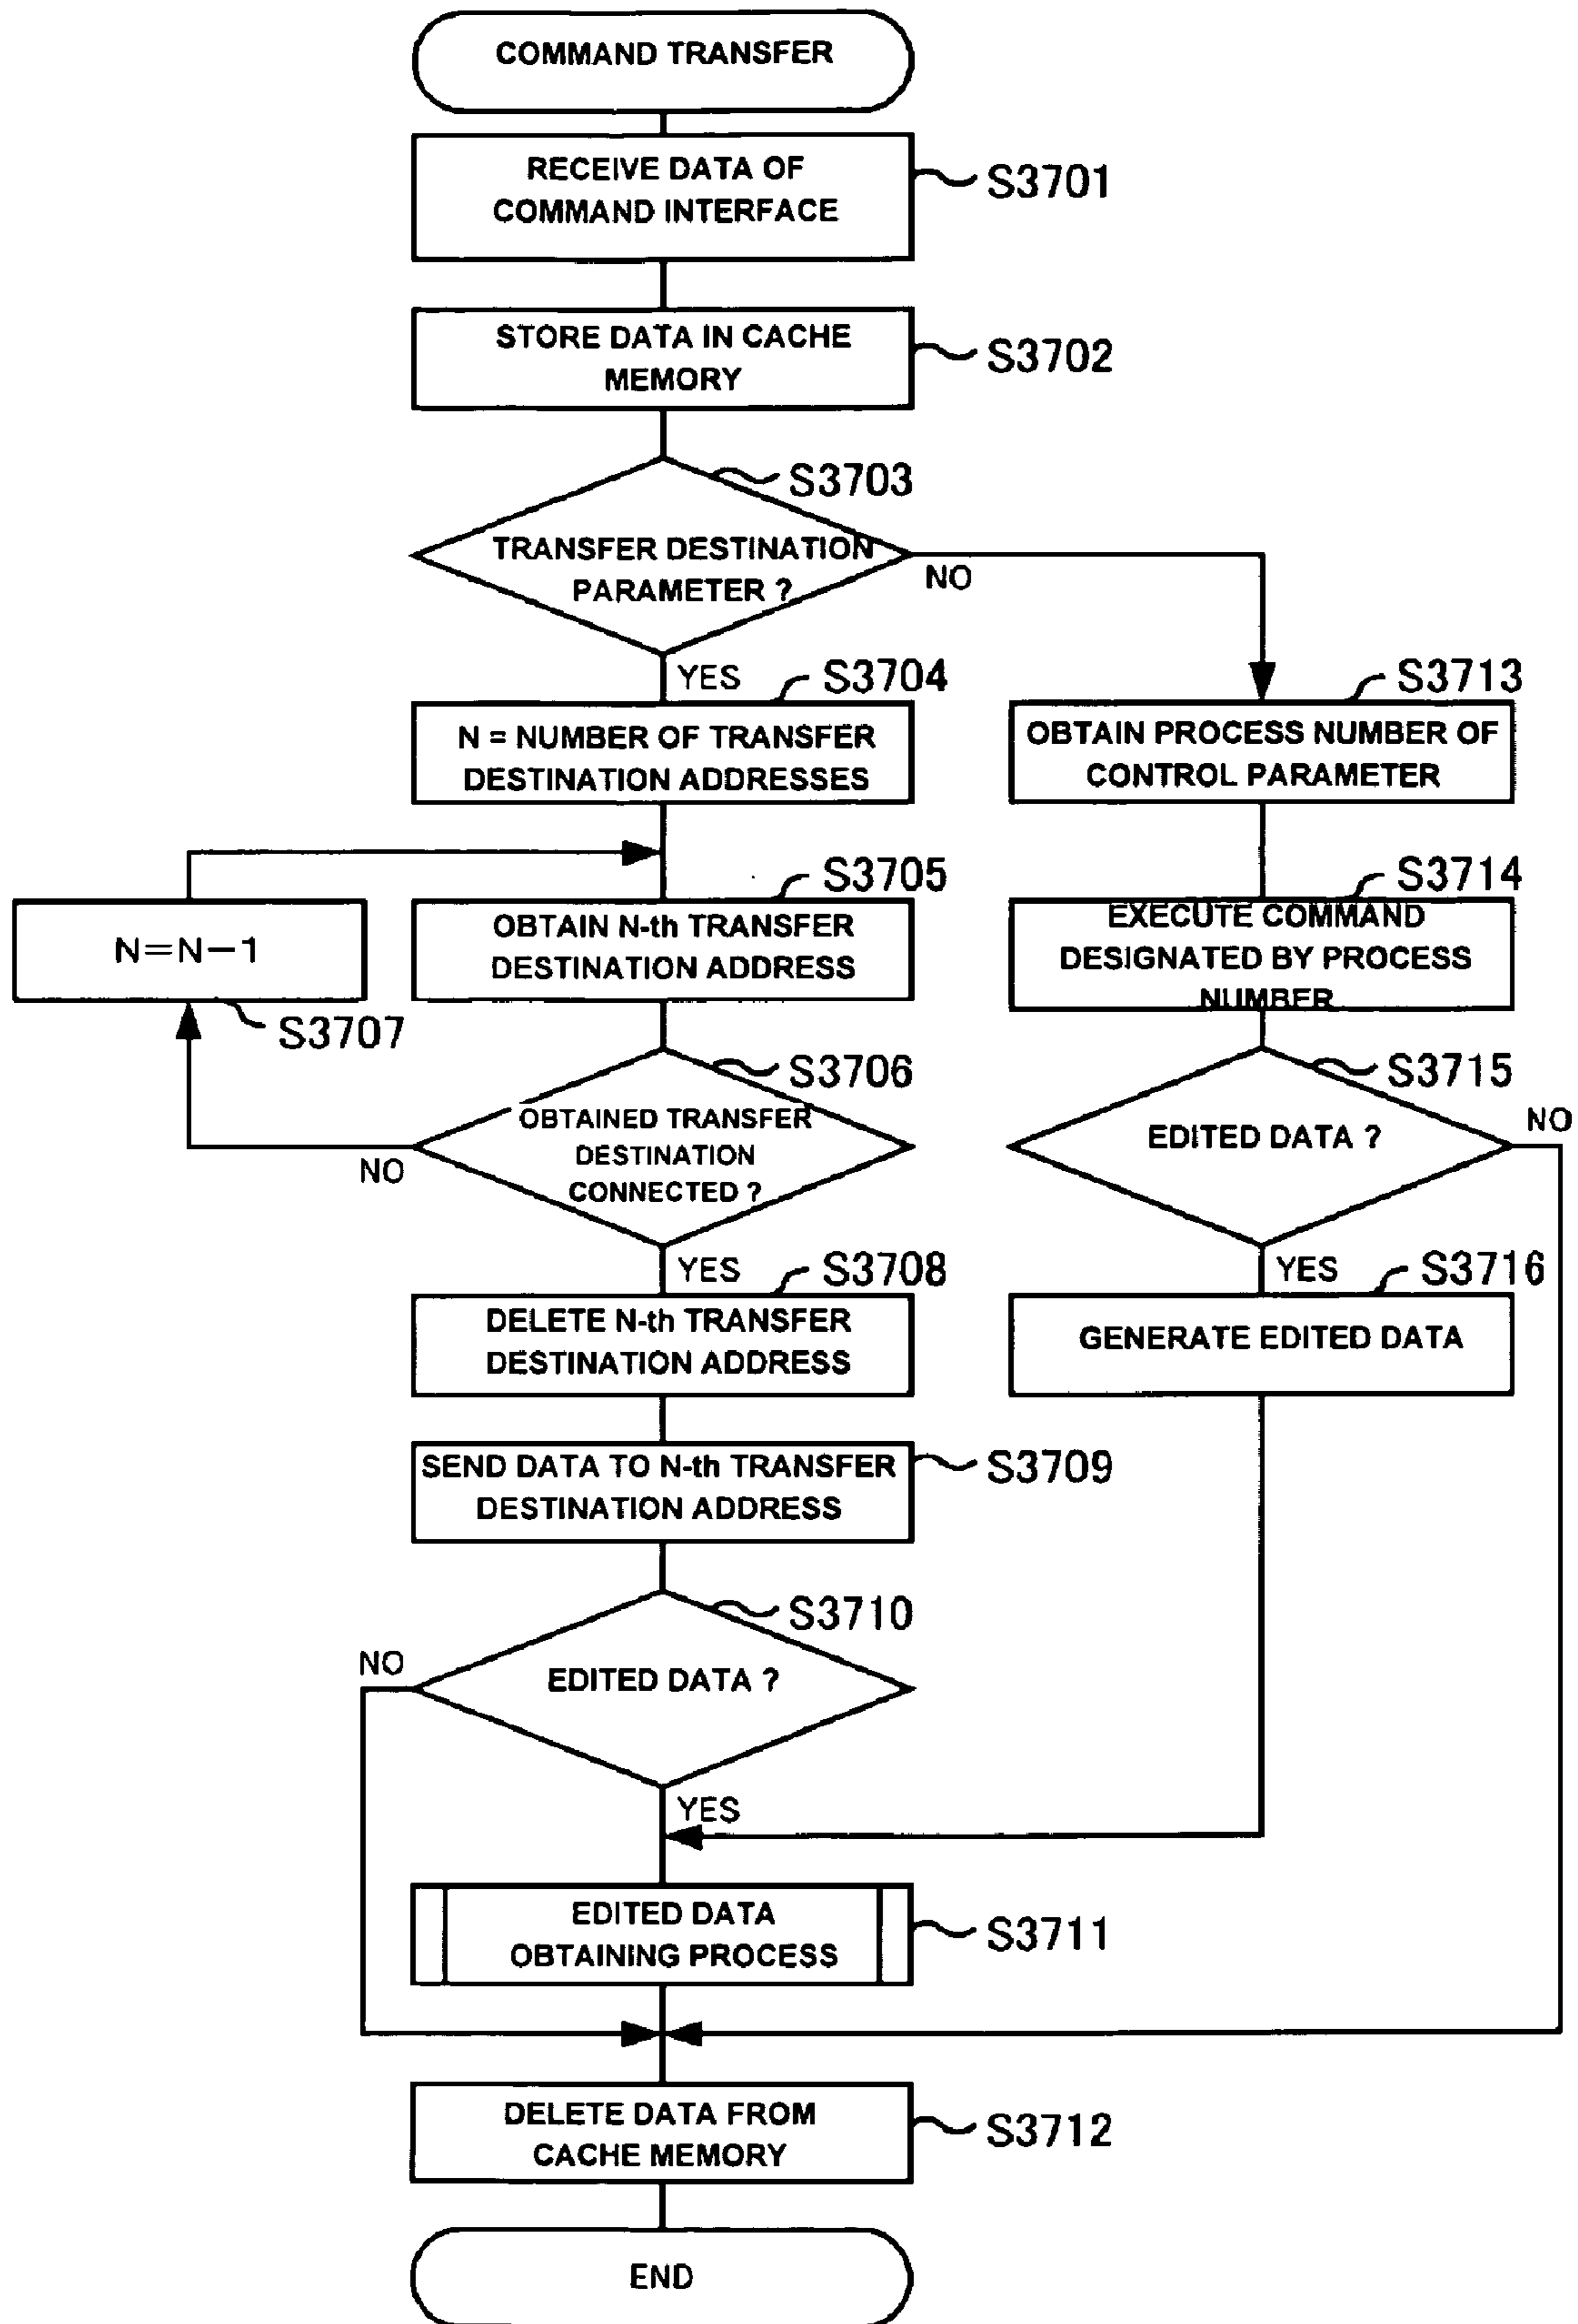 COMMAND TRANSFER
RECEIVE DATA OF
COMMAND INTERFACE
S3701
STORE DATA IN CACHE
MEMORY
S3702
S3703
TRANSFER DESTINATION
PARAMETER ?
NO
YES
S3704
N = NUMBER OF TRANSFER
DESTINATION ADDRESSES
S3713
OBTAIN PROCESS NUMBER OF
CONTROL PARAMETER
S3705
OBTAIN N-th TRANSFER
DESTINATION ADDRESS
N=N−1
S3707
S3714
EXECUTE COMMAND
DESIGNATED BY PROCESS
NUMBER
S3706
OBTAINED TRANSFER
DESTINATION
CONNECTED ?
NO
YES
S3715
EDITED DATA ?
NO
YES
S3708
DELETE N-th TRANSFER
DESTINATION ADDRESS
S3716
GENERATE EDITED DATA
SEND DATA TO N-th TRANSFER
DESTINATION ADDRESS
S3709
S3710
NO
EDITED DATA ?
YES
EDITED DATA
OBTAINING PROCESS
S3711
DELETE DATA FROM
CACHE MEMORY
S3712
END